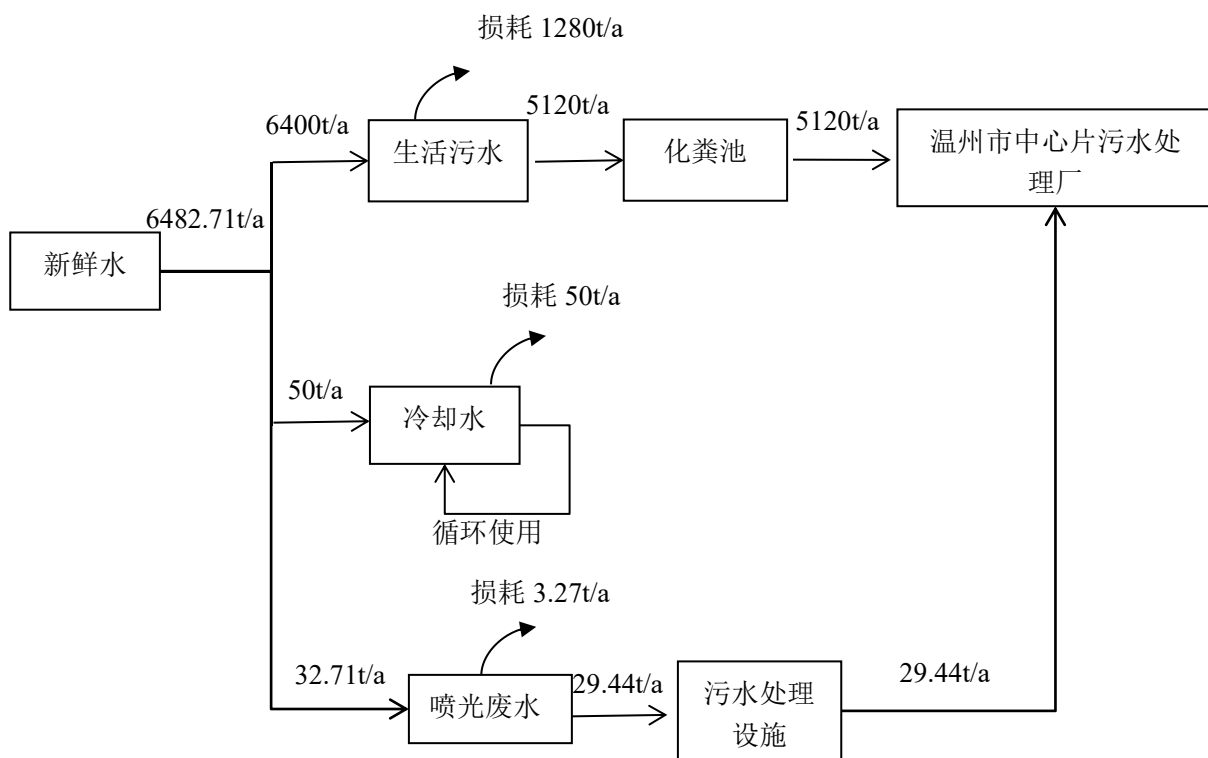 损耗 1280t/a
6400t/a
生活污水
5120t/a
化粪池
5120t/a
温州市中心片污水处
理厂
6482.71t/a
新鲜水
损耗 50t/a
50t/a
冷却水
循环使用
损耗 3.27t/a
32.71t/a
喷光废水
29.44t/a
污水处理
设施
29.44t/a